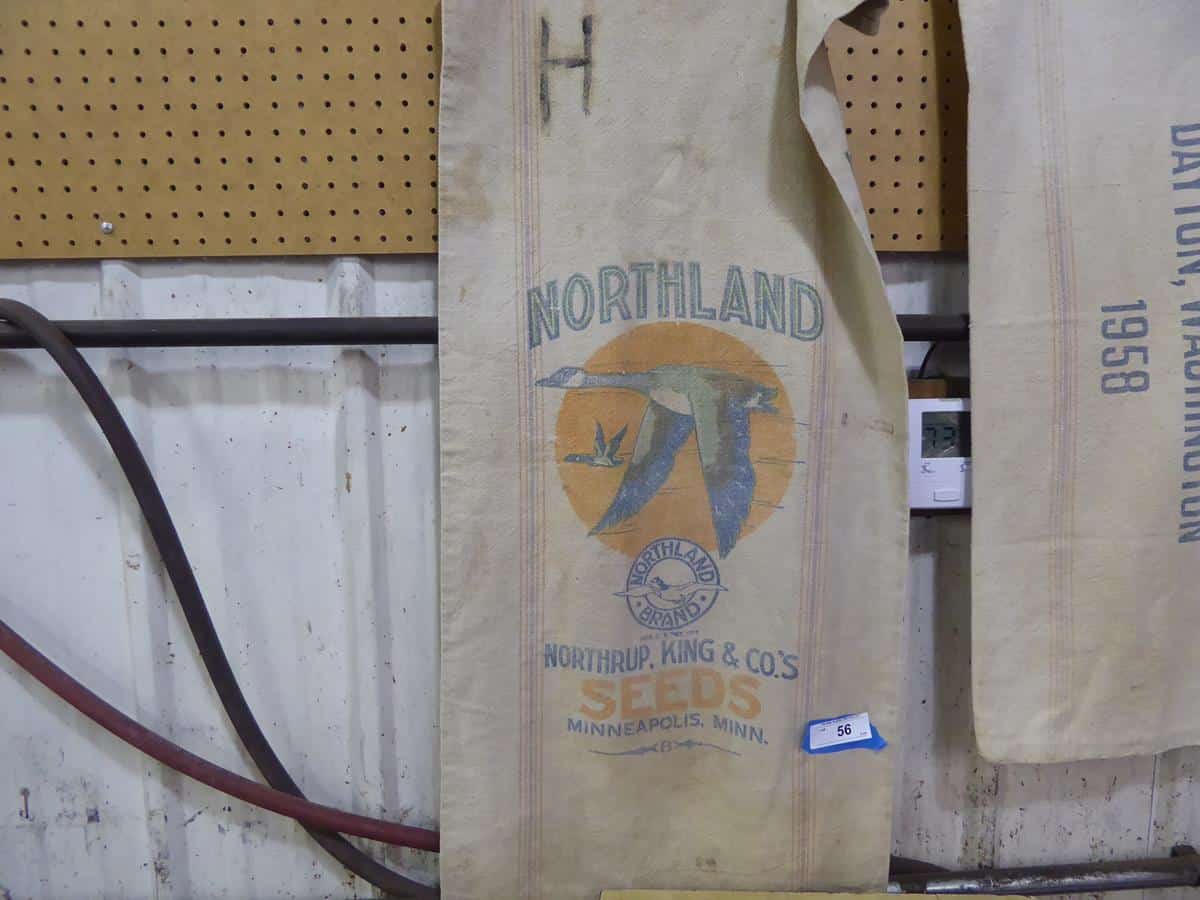 H
NORTHLAND
NORTHLAND
BRAND
NORTHRUP, KING & CO.'S
SEEDS
MINNEAPOLIS, MINN.
B
56
73
DAYTON, WASHINGTON
1958